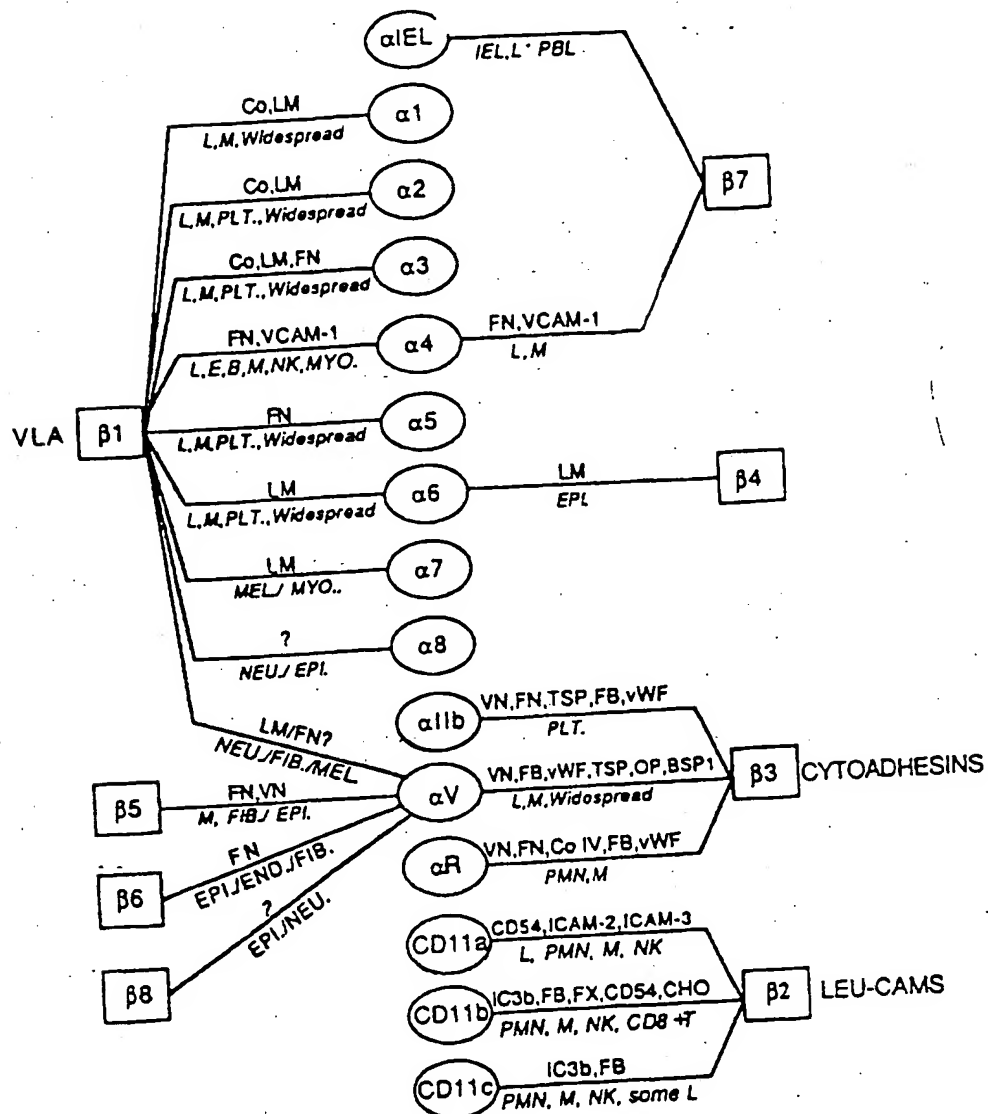 αIEL
IEL,L· PBL
Co,LM
α1
L,M,Widespread
β7
Co,LM
α2
L,M,PLT.,Widespread
Co,LM,FN
α3
L,M,PLT.,Widespread
FN,VCAM-1
α4
FN,VCAM-1
L,E,B,M,NK,MYO.
L,M
VLA β1
FN
α5
L,M,PLT.,Widespread
LM
α6
LM
β4
L,M,PLT.,Widespread
EPI.
LM
α7
MEL./ MYO..
?
α8
NEU./ EPI.
αIIb
VN,FN,TSP,FB,vWF
PLT.
LM/FN?
NEU./FIB./MEL.
αV
VN,FB,vWF,TSP,OP,BSP1
L,M,Widospread
β3 CYTOADHESINS
β5
FN,VN
M, FIB./ EPI.
αR
VN,FN,Co IV,FB,vWF
PMN,M
β6
FN
EPI./END./FIB.
CD11a
CD54,ICAM-2,ICAM-3
L, PMN, M, NK
β8
?
EPI./NEU.
CD11b
IC3b,FB,FX,CD54,CHO
PMN, M, NK, CD8 +T
β2 LEU-CAMS
CD11c
IC3b,FB
PMN, M, NK, some L